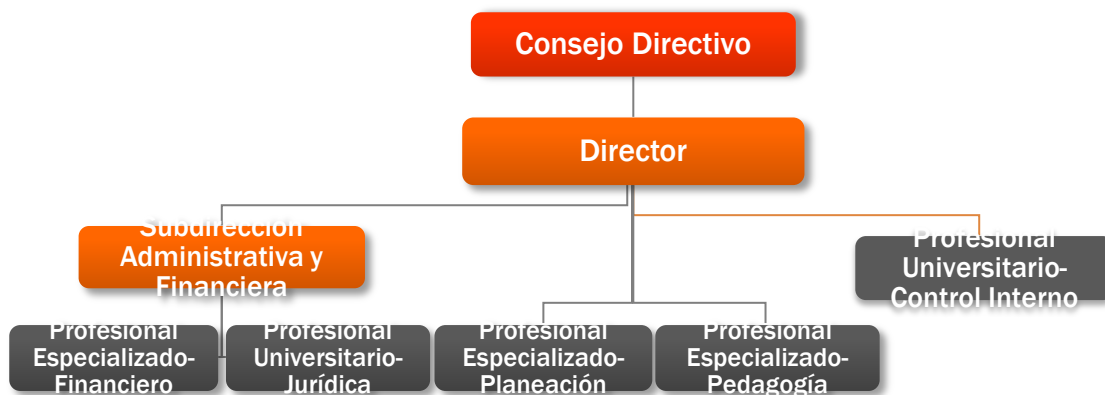 Consejo Directivo
Director
Subdirección
Administrativa y
Financiera
Profesional
Universitario-
Control Interno
Profesional
Especializado-
Financiero
Profesional
Universitario-
Jurídica
Profesional
Especializado-
Planeación
Profesional
Especializado-
Pedagogía